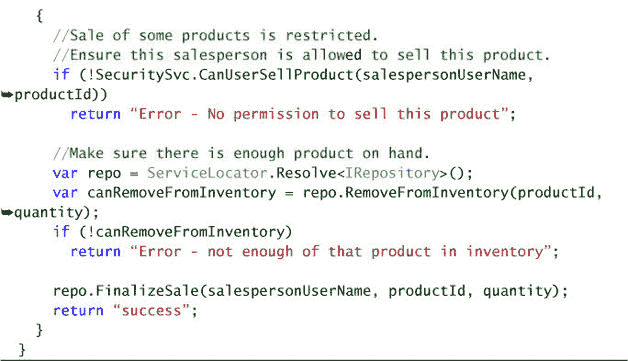 {
//Sale of some products is restricted.
//Ensure this salesperson is allowed to sell this product.
if (!SecuritySvc.CanUserSellProduct(salespersonUserName,
➥productId))
return “Error - No permission to sell this product”;
//Make sure there is enough product on hand.
var repo = ServiceLocator.Resolve<IRepository>();
var canRemoveFromInventory = repo.RemoveFromInventory(productId,
➥quantity);
if (!canRemoveFromInventory)
return “Error - not enough of that product in inventory”;
repo.FinalizeSale(salespersonUserName, productId, quantity);
return “success”;
}
}